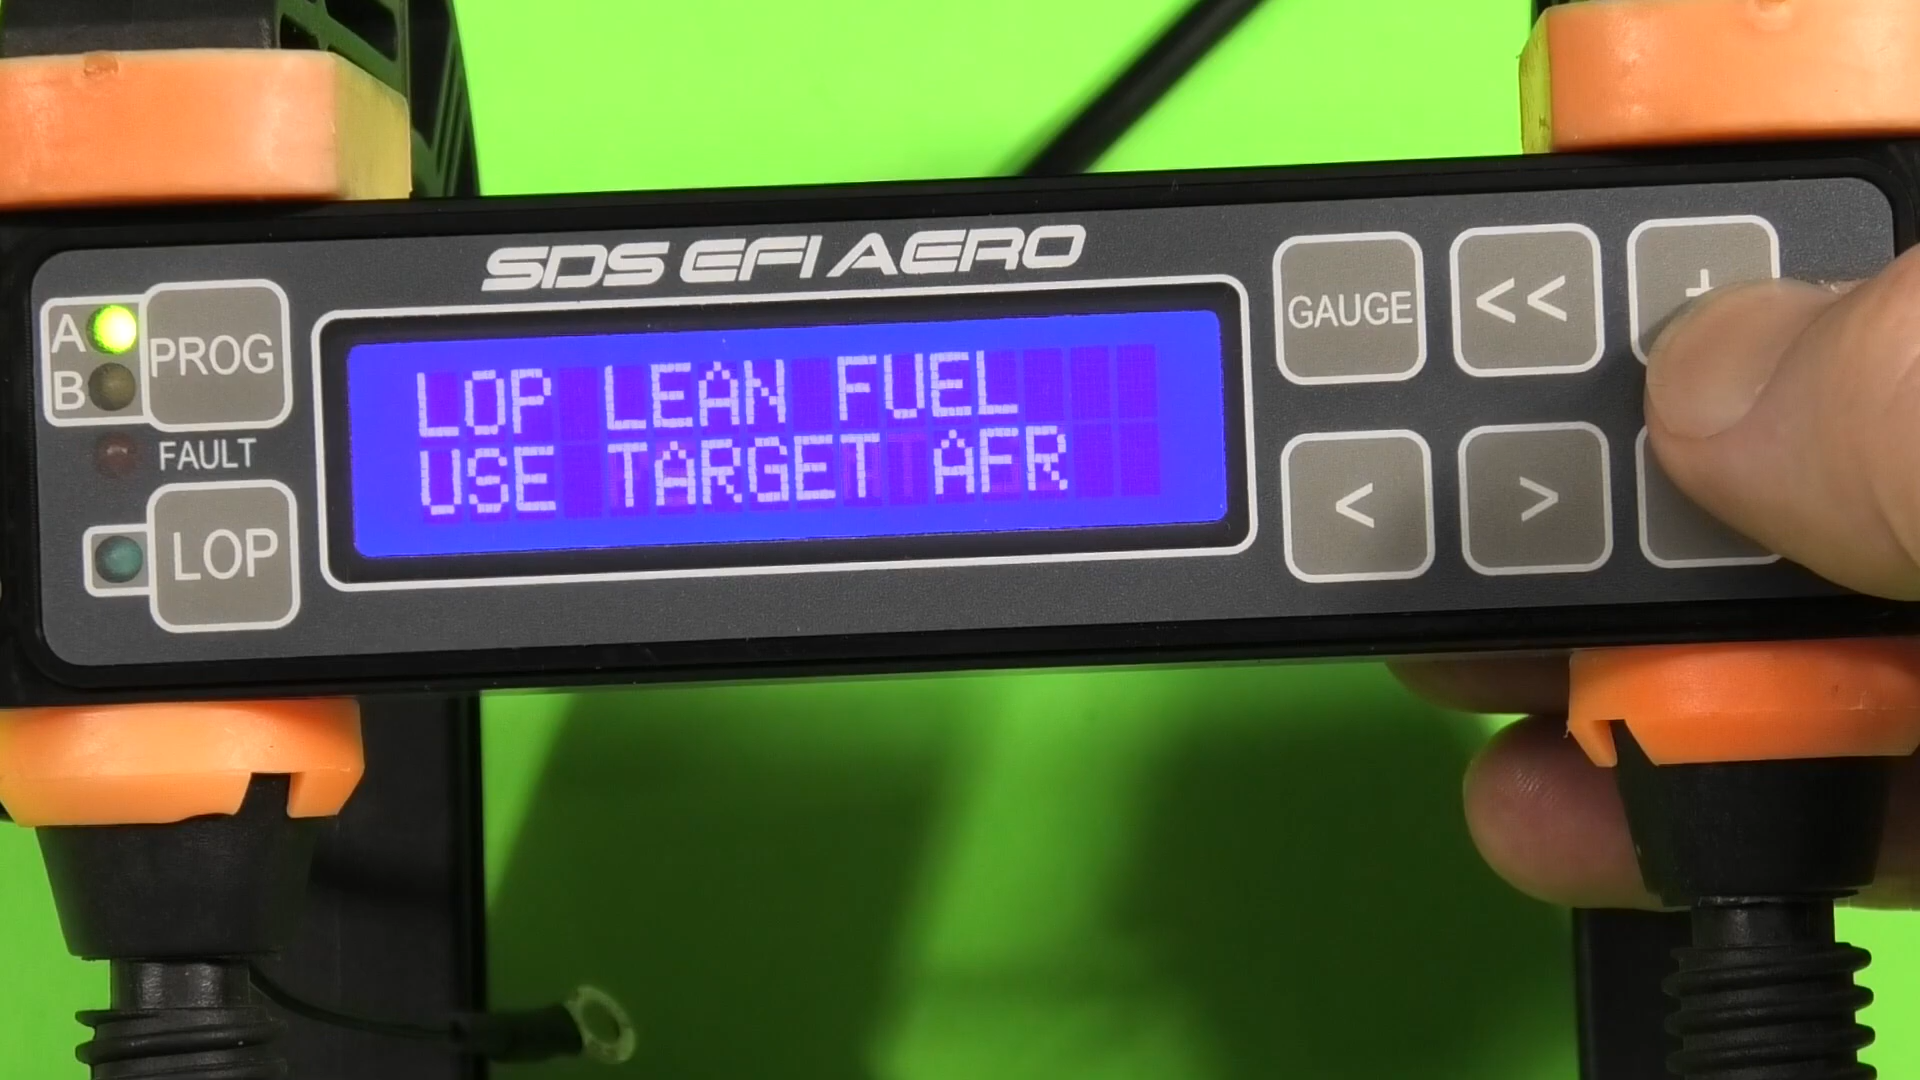 SDS EFI AERO
A
B
PROG
FAULT
LOP
LOP LEAN FUEL
USE TARGET AFR
GAUGE
<<
+
<
>